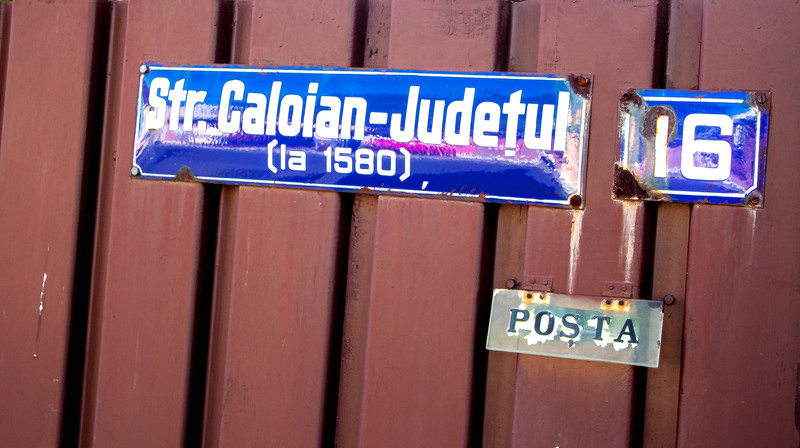 Str. Caloian-Județul
(la 1580)
16
POȘTA